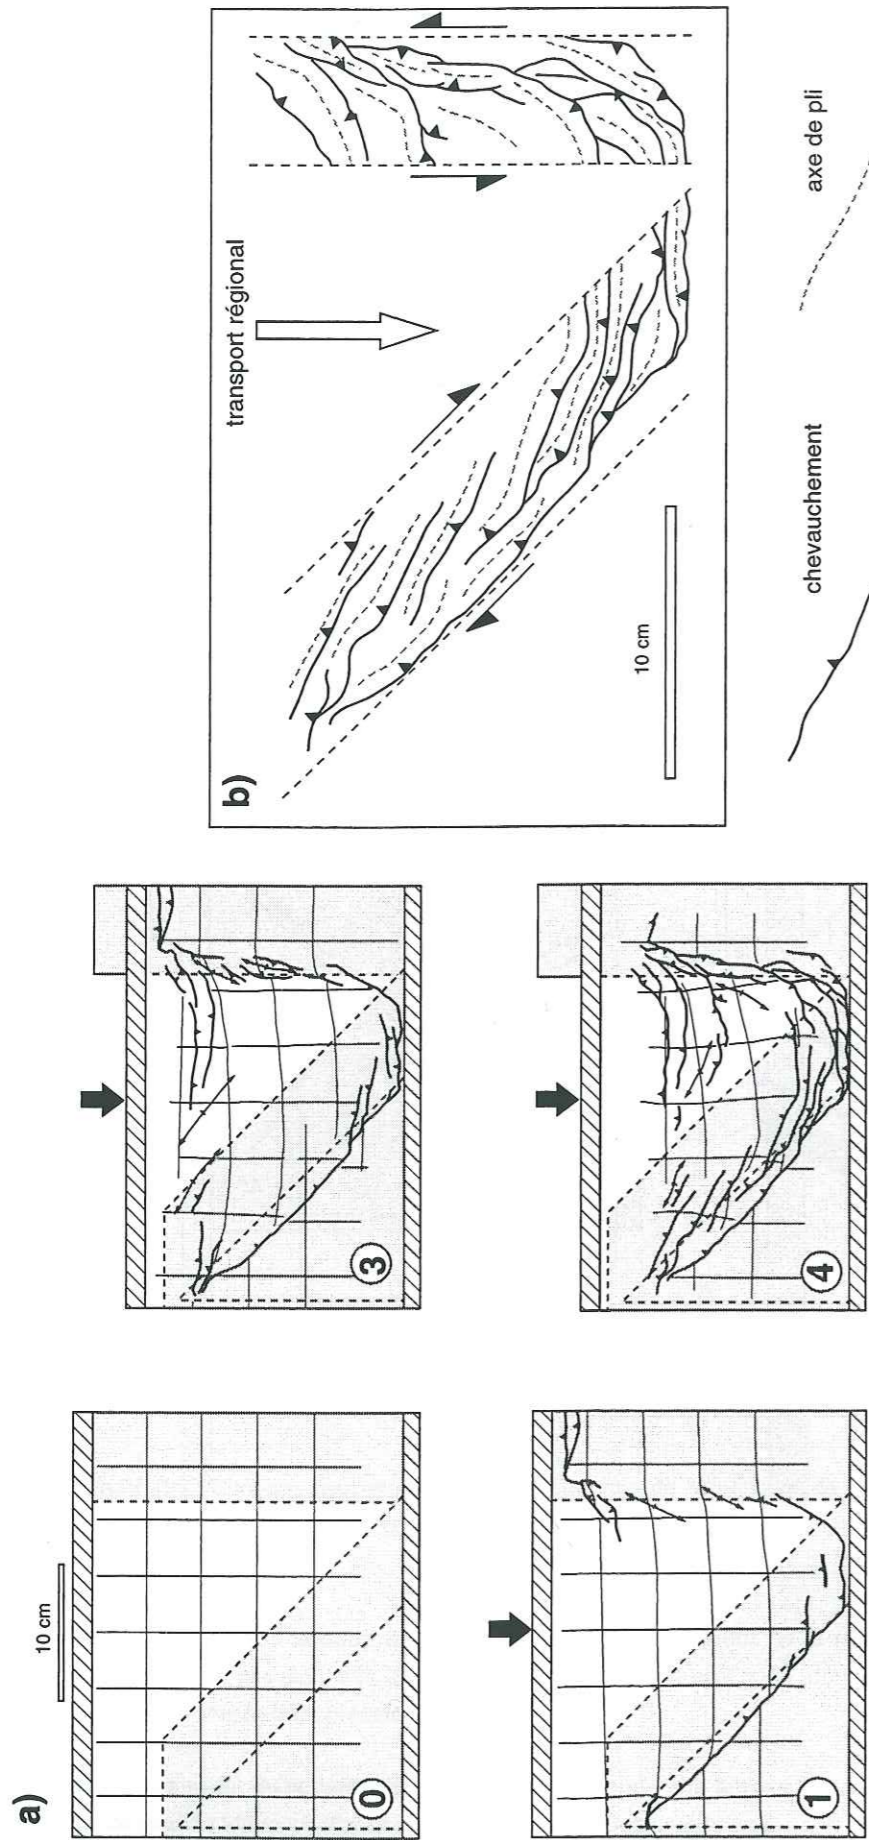 a)
10 cm
0
1
3
4
b)
transport régional
10 cm
chevauchement
axe de pli